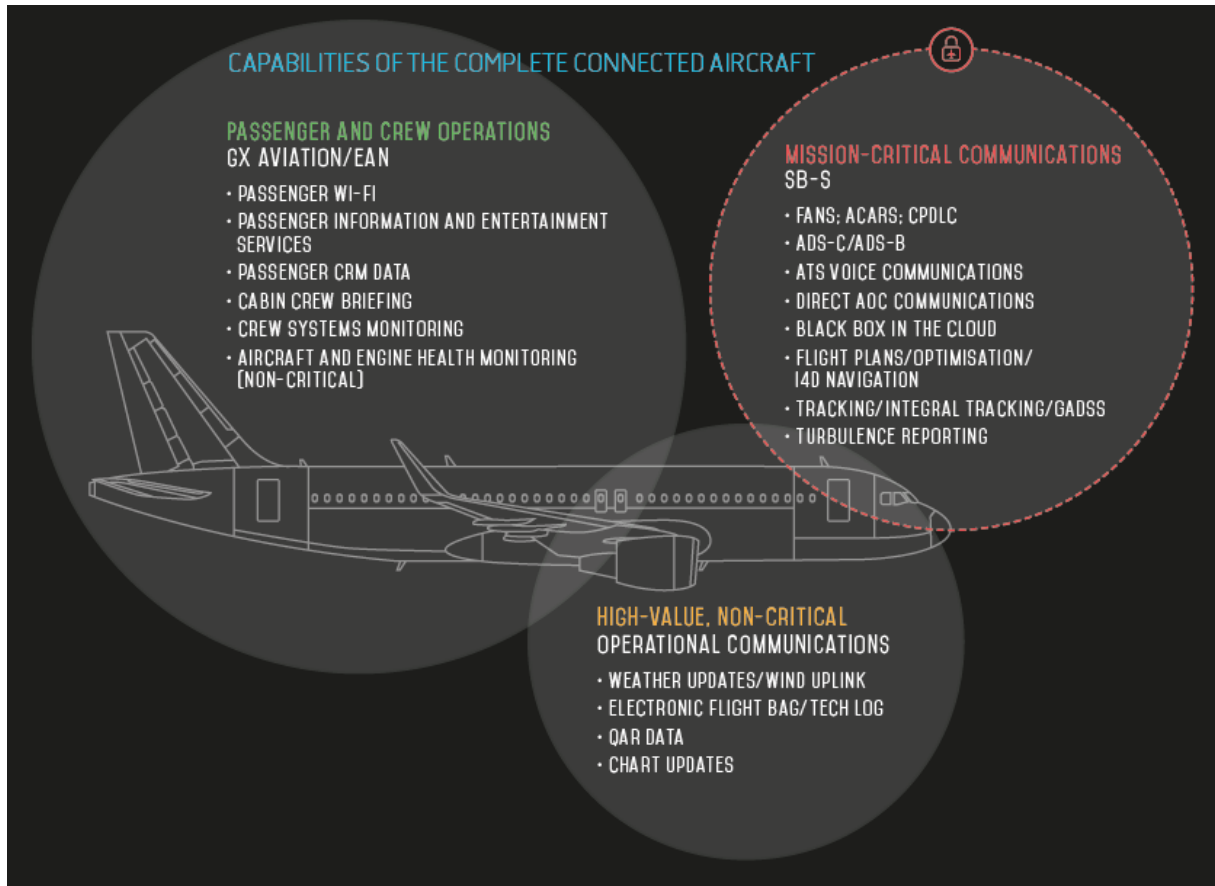 CAPABILITIES OF THE COMPLETE CONNECTED AIRCRAFT
PASSENGER AND CREW OPERATIONS
GX AVIATION/EAN
• PASSENGER WI-FI
• PASSENGER INFORMATION AND ENTERTAINMENT
SERVICES
• PASSENGER CRM DATA
• CABIN CREW BRIEFING
• CREW SYSTEMS MONITORING
• AIRCRAFT AND ENGINE HEALTH MONITORING
(NON-CRITICAL)
MISSION-CRITICAL COMMUNICATIONS
SB-S
• FANS; ACARS; CPDLC
• ADS-C/ADS-B
• ATS VOICE COMMUNICATIONS
• DIRECT AOC COMMUNICATIONS
• BLACK BOX IN THE CLOUD
• FLIGHT PLANS/OPTIMISATION/
I4D NAVIGATION
• TRACKING/INTEGRAL TRACKING/GADSS
• TURBULENCE REPORTING
HIGH-VALUE, NON-CRITICAL
OPERATIONAL COMMUNICATIONS
• WEATHER UPDATES/WIND UPLINK
• ELECTRONIC FLIGHT BAG/TECH LOG
• QAR DATA
• CHART UPDATES